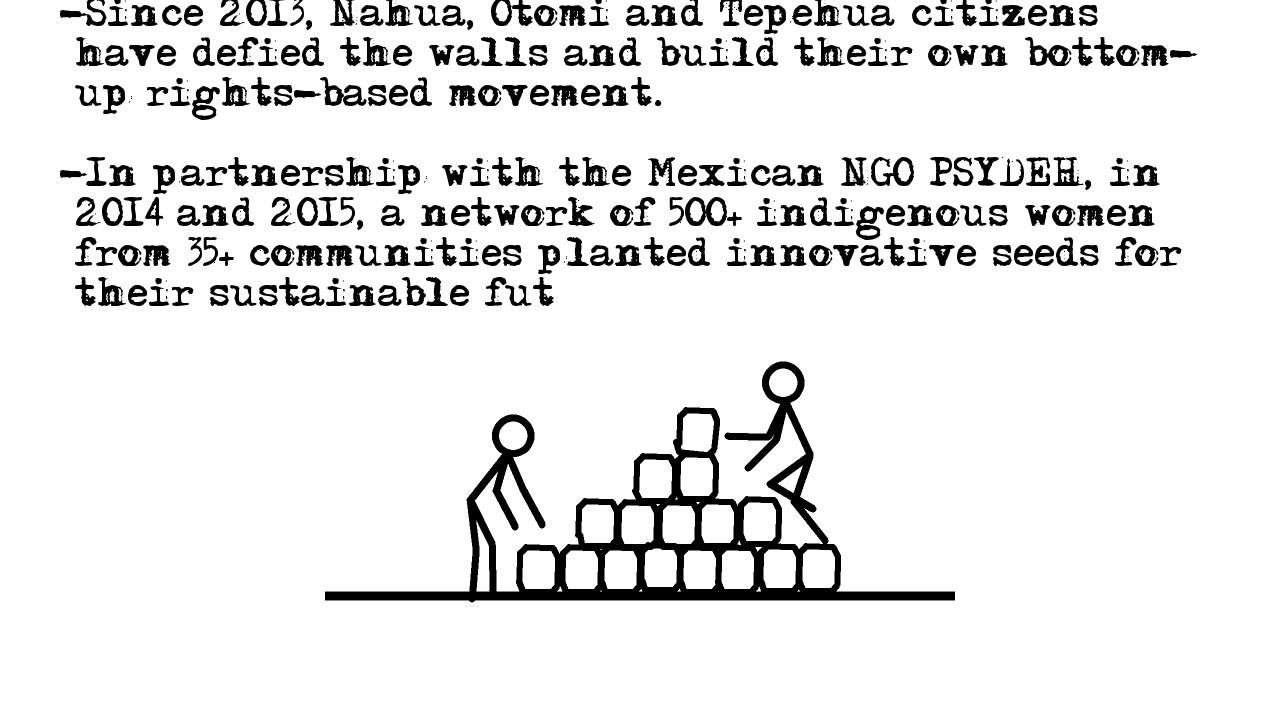 -Since 2013, Nahua, Otomi and Tepehua citizens
have defied the walls and build their own bottom-
up rights-based movement.
-In partnership with the Mexican NGO PSYDEH, in
2014 and 2015, a network of 500+ indigenous women
from 35+ communities planted innovative seeds for
their sustainable fut